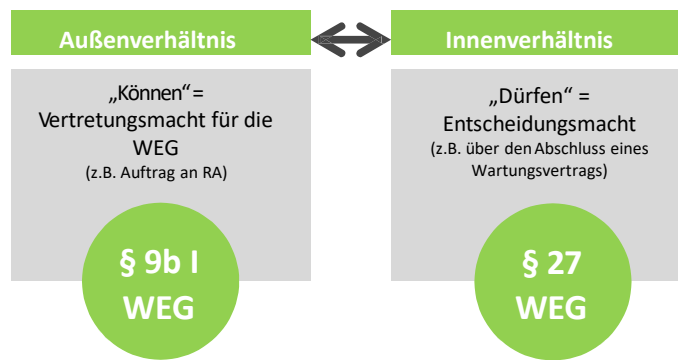 Außenverhältnis
„Können“=
Vertretungsmacht für die
WEG
(z.B. Auftrag an RA)
§ 9b I
WEG
Innenverhältnis
„Dürfen“ =
Entscheidungsmacht
(z.B. über den Abschluss eines
Wartungsvertrags)
§ 27
WEG